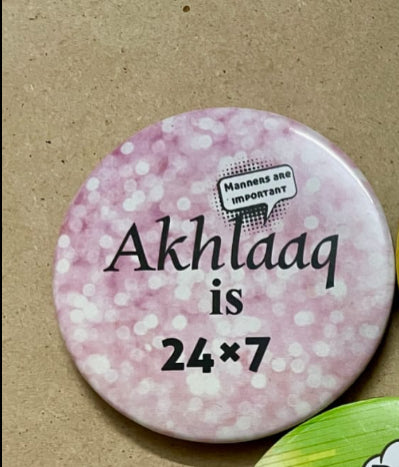 Manners are
IMPORTANT
Akhlaaq
is
24×7